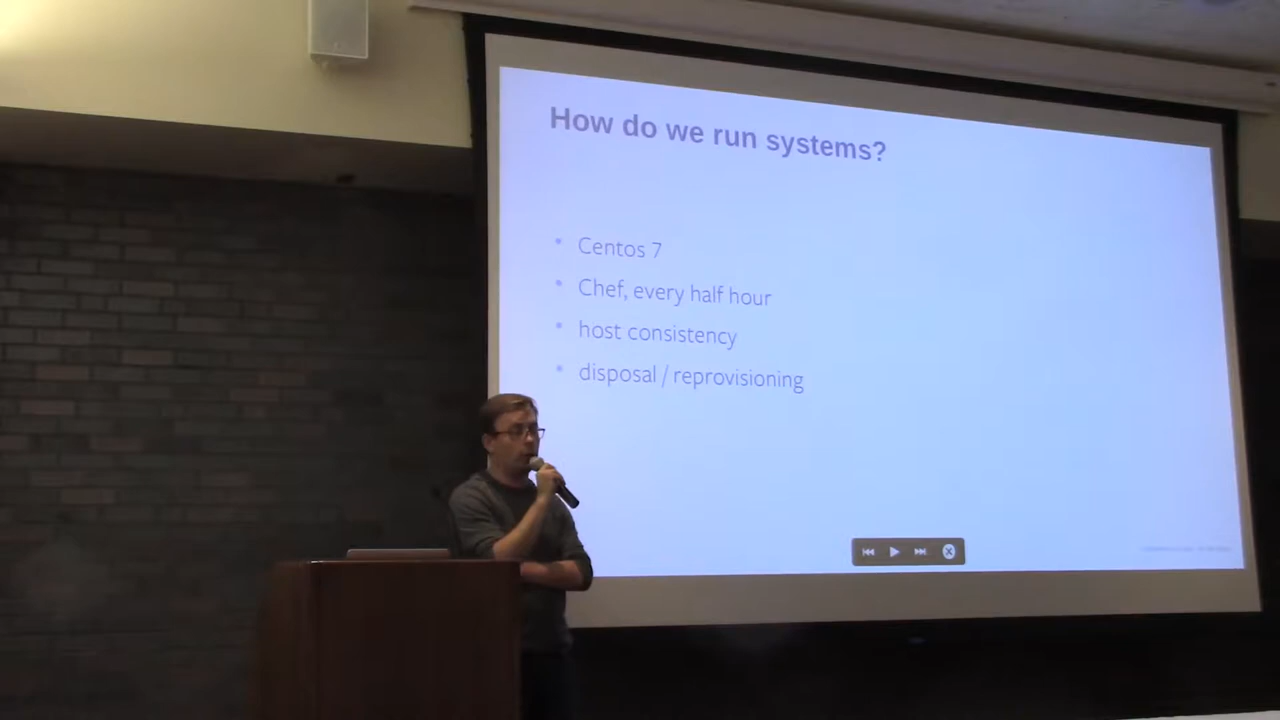 How do we run systems?
Centos 7
Chef, every half hour
host consistency
disposal / reprovisioning